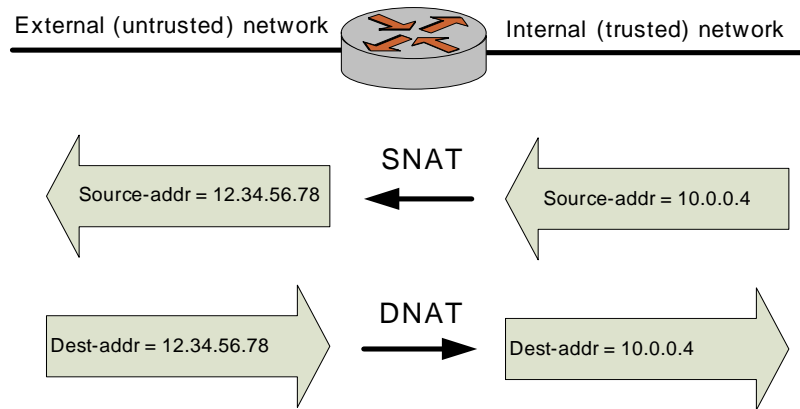 External (untrusted) network
Internal (trusted) network
SNAT
Source-addr = 12.34.56.78
Source-addr = 10.0.0.4
DNAT
Dest-addr = 12.34.56.78
Dest-addr = 10.0.0.4